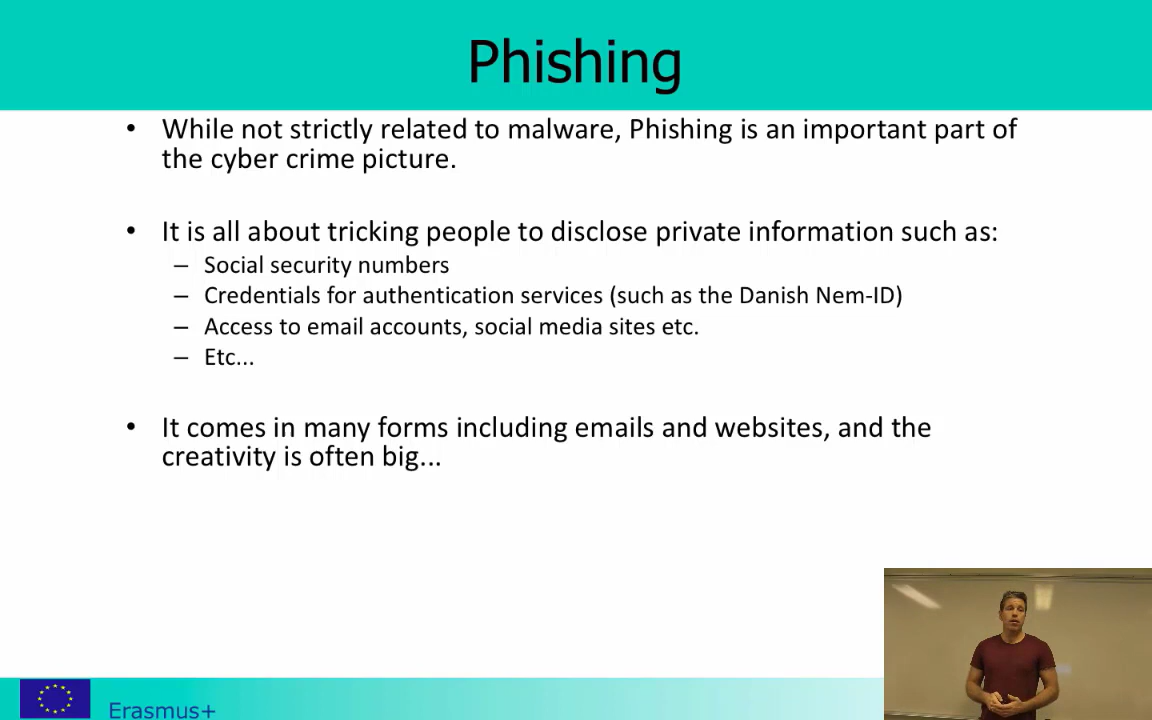 Phishing
• While not strictly related to malware, Phishing is an important part of
the cyber crime picture.
• It is all about tricking people to disclose private information such as:
– Social security numbers
– Credentials for authentication services (such as the Danish Nem-ID)
– Access to email accounts, social media sites etc.
– Etc...
• It comes in many forms including emails and websites, and the
creativity is often big...
Erasmus+